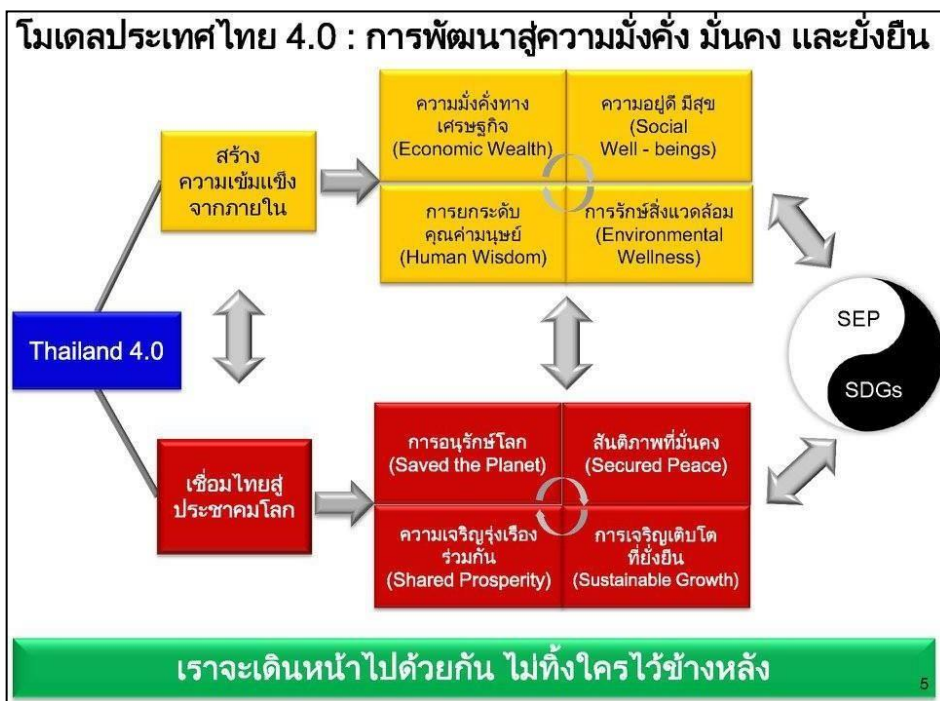 โมเดลประเทศไทย 4.0 : การพัฒนาสู่ความมั่งคั่ง มั่นคง และยั่งยืน
ความมั่งคั่งทาง
เศรษฐกิจ
(Economic Wealth)
ความอยู่ดี มีสุข
(Social
Well - beings)
สร้าง
ความเข้มแข็ง
จากภายใน
การยกระดับ
คุณค่ามนุษย์
(Human Wisdom)
การรักษ์สิ่งแวดล้อม
(Environmental
Wellness)
Thailand 4.0
SEP
SDGs
เชื่อมไทยสู่
ประชาคมโลก
การอนุรักษ์โลก
(Saved the Planet)
สันติภาพที่มั่นคง
(Secured Peace)
ความเจริญรุ่งเรือง
ร่วมกัน
(Shared Prosperity)
การเจริญเติบโต
ที่ยั่งยืน
(Sustainable Growth)
เราจะเดินหน้าไปด้วยกัน ไม่ทิ้งใครไว้ข้างหลัง
5